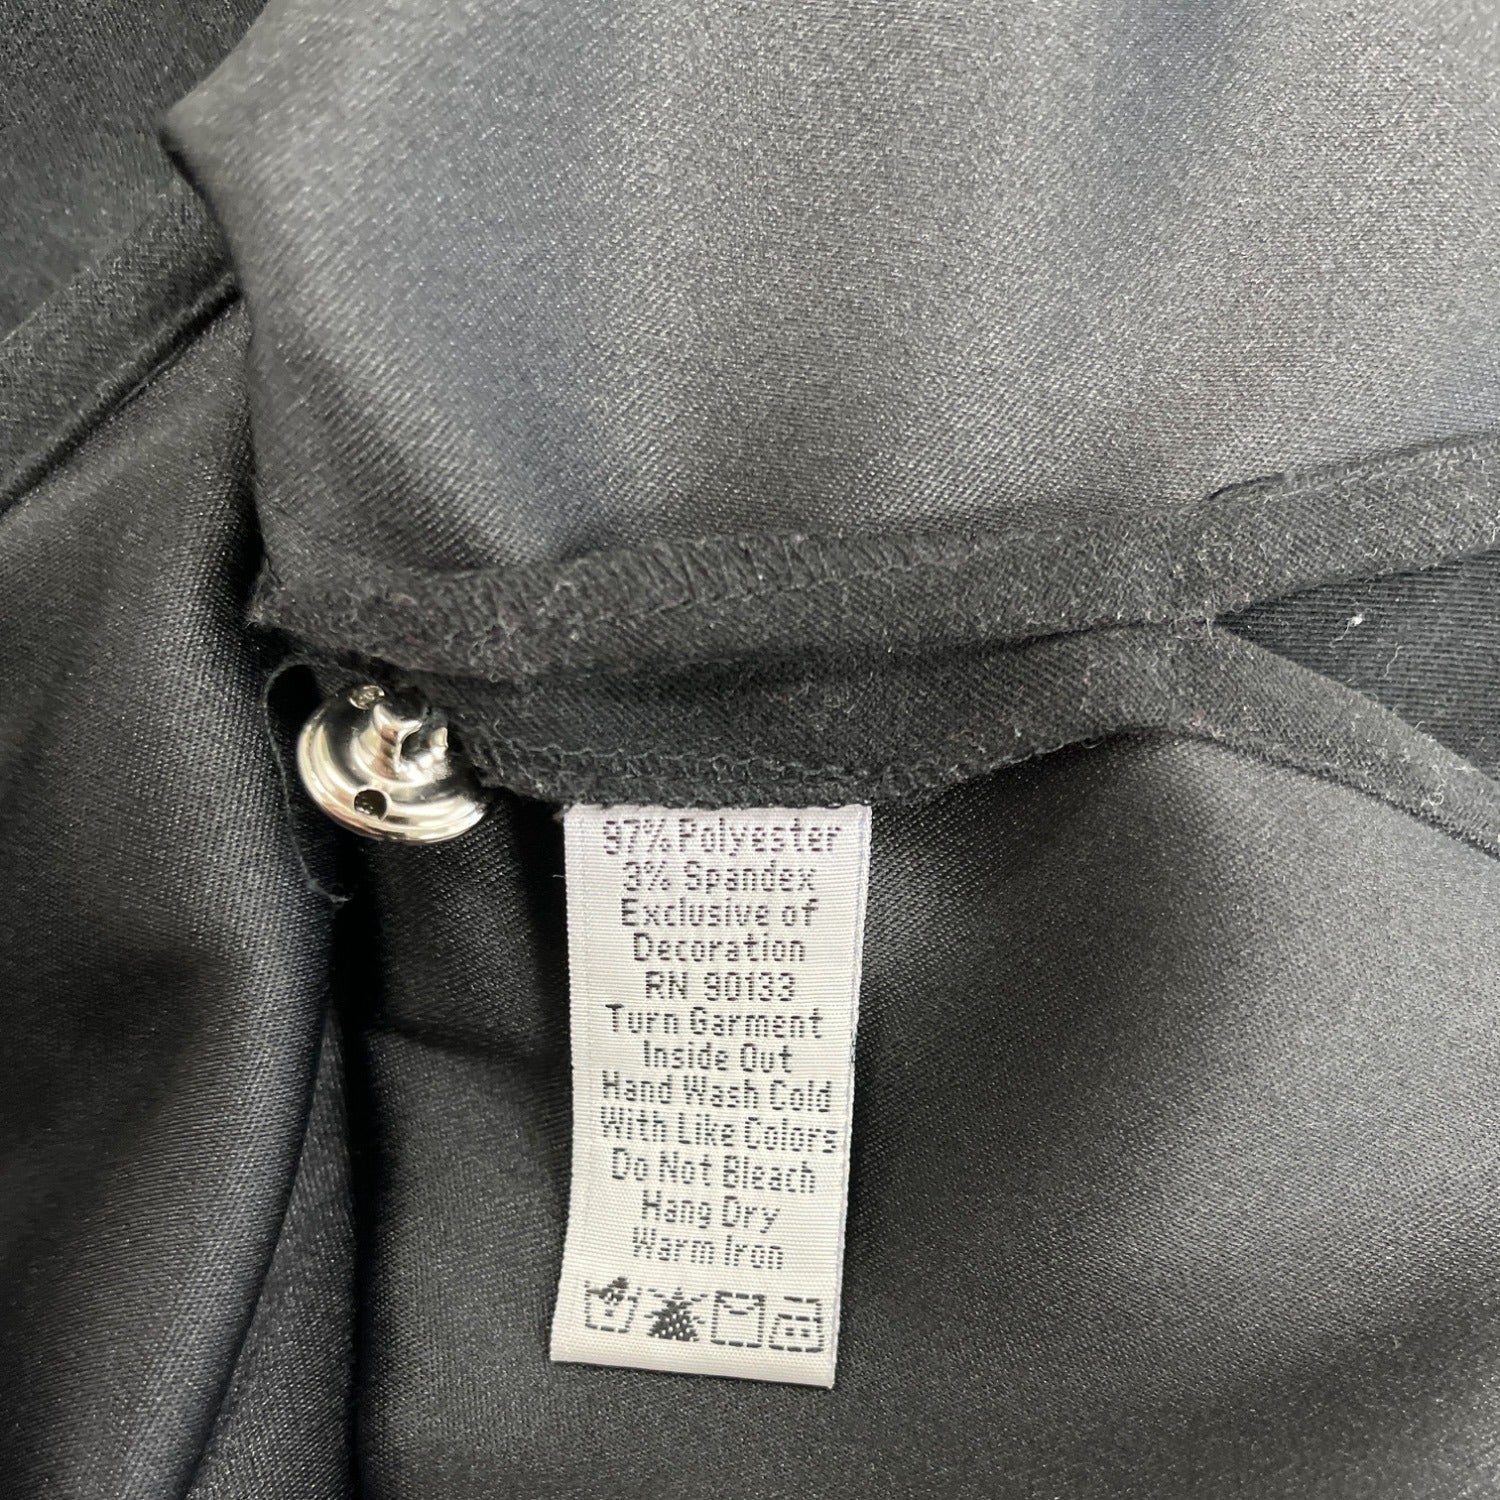 97% Polyester
3% Spandex
Exclusive of
Decoration
RN 90133
Turn Garment
Inside Out
Hand Wash Cold
With Like Colors
Do Not Bleach
Hang Dry
Warm Iron